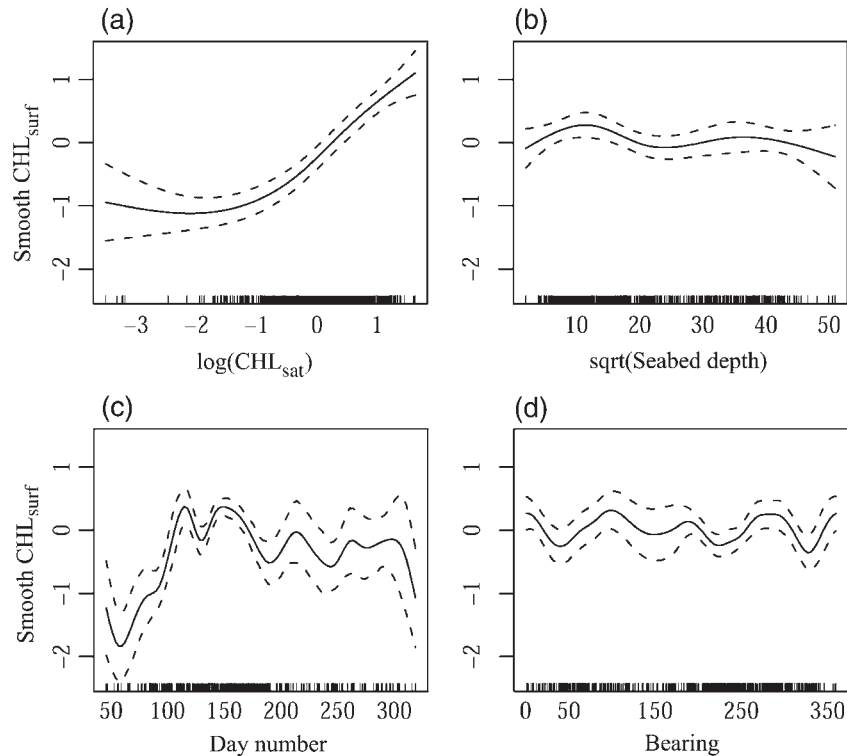 (a)
(b)
Smooth CHLsurf
1
0
−1
−2
1
0
−1
−2
−3 −2 −1 0 1
10 20 30 40 50
log(CHLsat)
sqrt(Seabed depth)
(c)
(d)
Smooth CHLsurf
1
0
−1
−2
1
0
−1
−2
50 100 150 200 250 300
0 50 150 250 350
Day number
Bearing